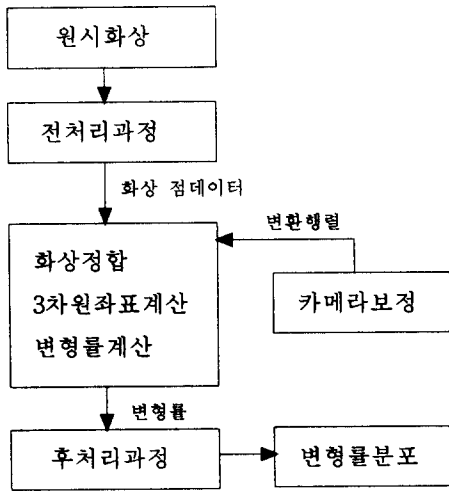 원시화상
전처리과정
화상 점데이터
변환행렬
화상정합
3차원좌표계산
변형률계산
카메라보정
변형률
후처리과정
변형률분포